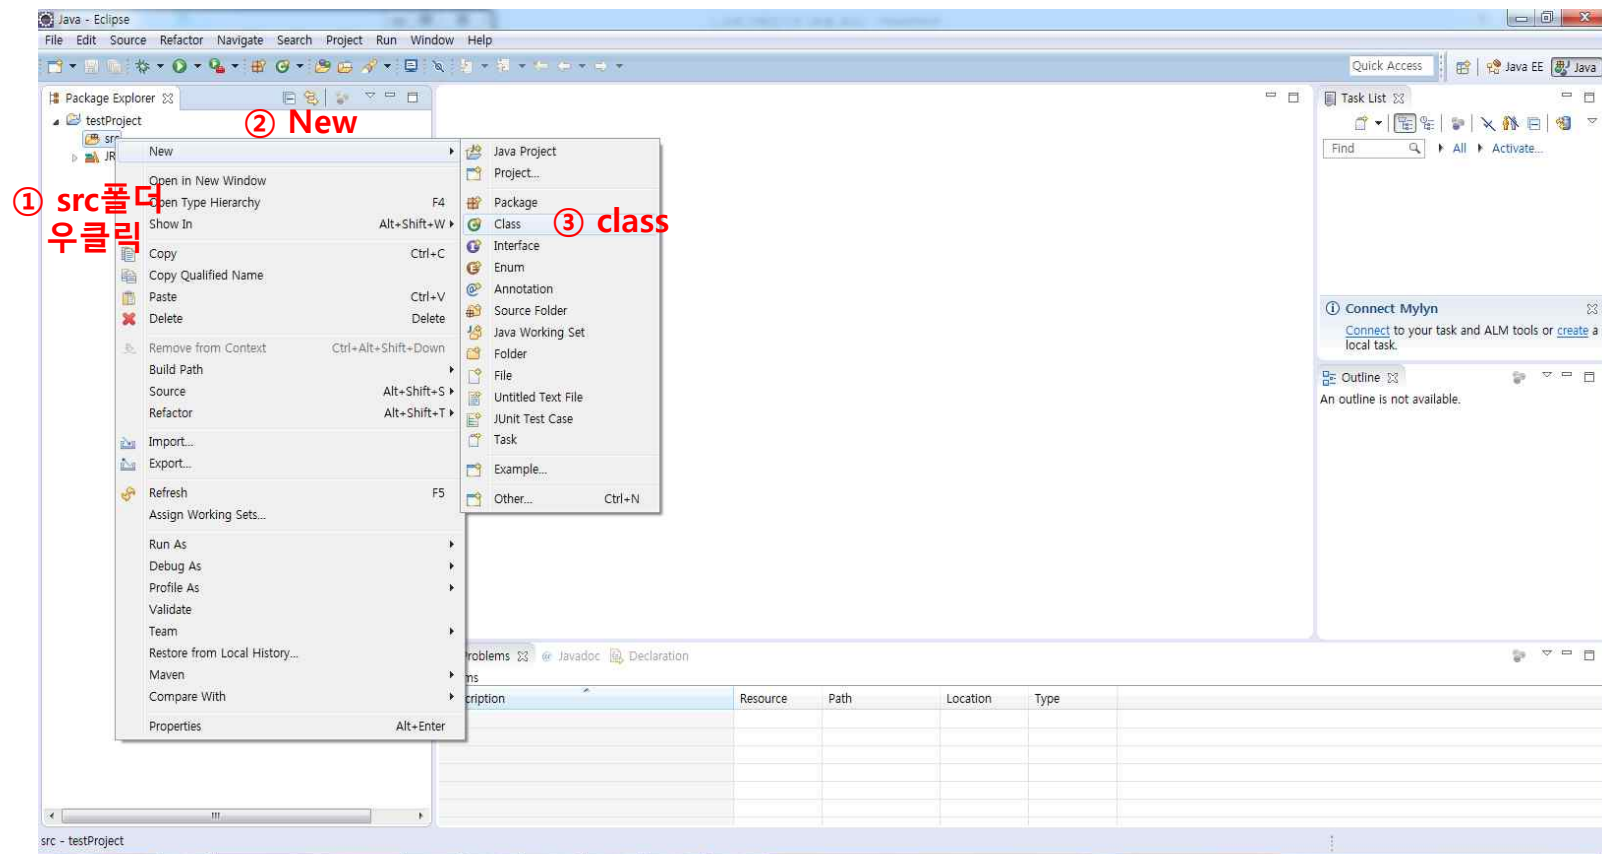 Java - Eclipse
File Edit Source Refactor Navigate Search Project Run Window Help
Quick Access
Java EE
Java
Package Explorer
testProject
src
② New
① src폴더
우클릭
New
Open in New Window
Open Type Hierarchy F4
Show In Alt+Shift+W
Copy Ctrl+C
Copy Qualified Name
Paste Ctrl+V
Delete Delete
Remove from Context Ctrl+Alt+Shift+Down
Build Path
Source Alt+Shift+S
Refactor Alt+Shift+T
Import...
Export...
Refresh F5
Assign Working Sets...
Run As
Debug As
Profile As
Validate
Team
Restore from Local History...
Maven
Compare With
Properties Alt+Enter
Java Project
Project...
Package
Class
③ class
Interface
Enum
Annotation
Source Folder
Java Working Set
Folder
File
Untitled Text File
JUnit Test Case
Task
Example...
Other... Ctrl+N
Task List
Find
All
Activate...
Connect Mylyn
Connect to your task and ALM tools or create a
local task.
Outline
An outline is not available.
Javadoc
Declaration
Resource Path Location Type
src - testProject